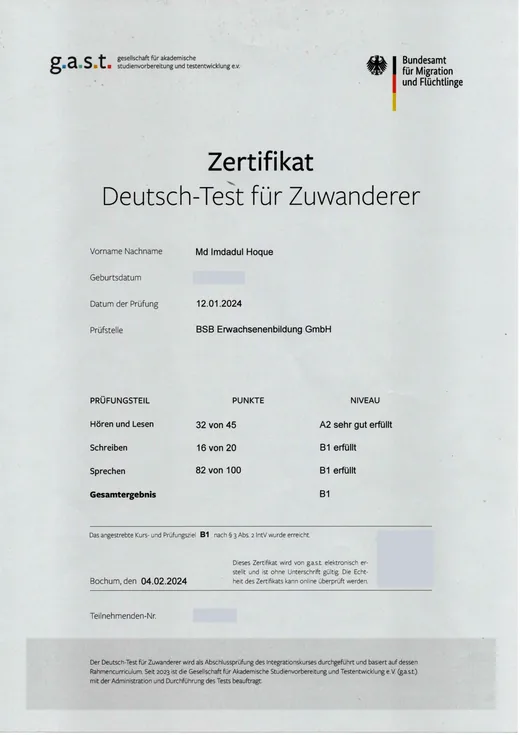 g.a.s.t. gesellschaft für akademische
studienvorbereitung und testentwicklung e.v.
Bundesamt
für Migration
und Flüchtlinge
Zertifikat
Deutsch-Test für Zuwanderer
Vorname Nachname Md Imdadul Hoque
Geburtsdatum
Datum der Prüfung 12.01.2024
Prüfstelle BSB Erwachsenenbildung GmbH
PRÜFUNGSTEIL PUNKTE NIVEAU
Hören und Lesen 32 von 45 A2 sehr gut erfüllt
Schreiben 16 von 20 B1 erfüllt
Sprechen 82 von 100 B1 erfüllt
Gesamtergebnis B1
Das angestrebte Kurs- und Prüfungsziel B1 nach § 3 Abs. 2 IntV wurde erreicht.
Dieses Zertifikat wird von g.a.s.t. elektronisch er-
stellt und ist ohne Unterschrift gültig. Die Echt-
heit des Zertifikats kann online überprüft werden.
Bochum, den 04.02.2024
Teilnehmenden-Nr.
Der Deutsch-Test für Zuwanderer wird als Abschlussprüfung des Integrationskurses durchgeführt und basiert auf dessen
Rahmencurriculum. Seit 2023 ist die Gesellschaft für Akademische Studienvorbereitung und Testentwicklung e.V. (g.a.s.t.)
mit der Administration und Durchführung des Tests beauftragt.